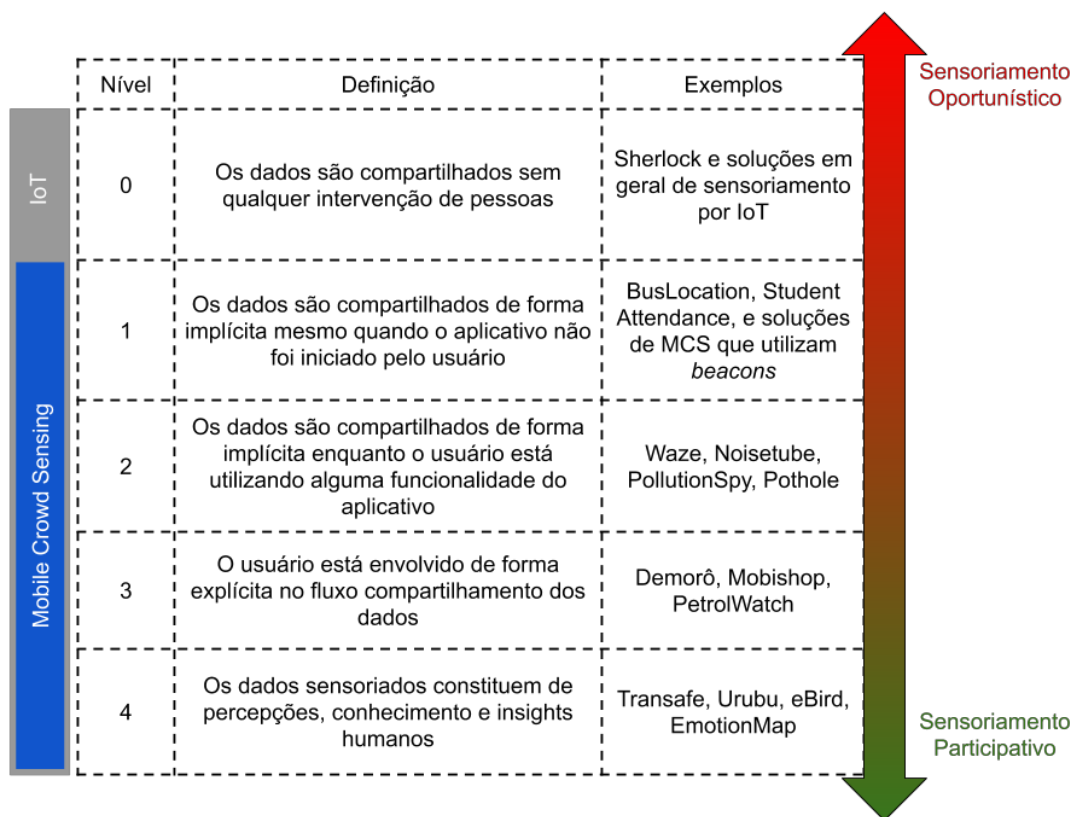 Nível
Definição
Exemplos
Sensoriamento
Oportunístico
IoT
0
Os dados são compartilhados sem
qualquer intervenção de pessoas
Sherlock e soluções em
geral de sensoriamento
por IoT
Mobile Crowd Sensing
1
Os dados são compartilhados de forma
implícita mesmo quando o aplicativo não
foi iniciado pelo usuário
BusLocation, Student
Attendance, e soluções
de MCS que utilizam
beacons
2
Os dados são compartilhados de forma
implícita enquanto o usuário está
utilizando alguma funcionalidade do
aplicativo
Waze, Noisetube,
PollutionSpy, Pothole
3
O usuário está envolvido de forma
explícita no fluxo compartilhamento dos
dados
Demorô, Mobishop,
PetrolWatch
4
Os dados sensoriados constituem de
percepções, conhecimento e insights
humanos
Transafe, Urubu, eBird,
EmotionMap
Sensoriamento
Participativo